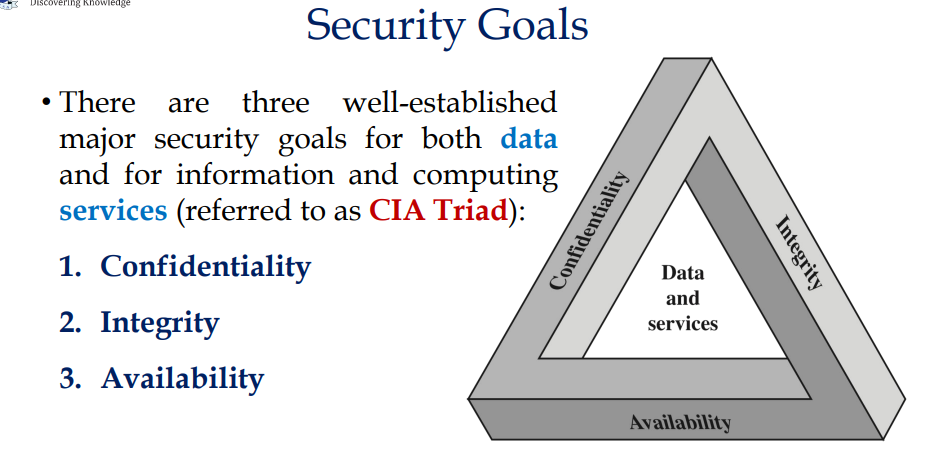 Discovering Knowledge
Security Goals
• There are three well-established
major security goals for both data
and for information and computing
services (referred to as CIA Triad):
1. Confidentiality
2. Integrity
3. Availability
Confidentiality
Integrity
Data
and
services
Availability